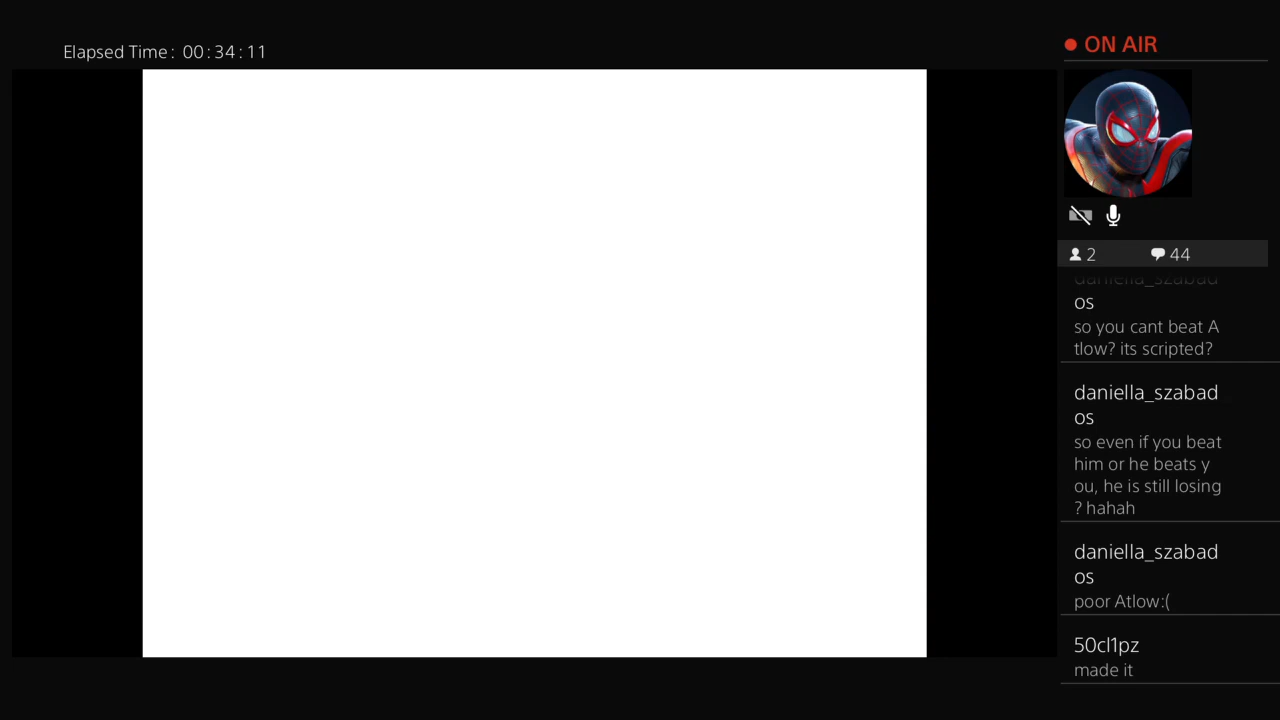 Elapsed Time: 00:34:11
ON AIR
2 44
daniella_szabad
os
so you cant beat A
tlow? its scripted?
daniella_szabad
os
so even if you beat
him or he beats y
ou, he is still losing
? hahah
daniella_szabad
os
poor Atlow:(
50cl1pz
made it